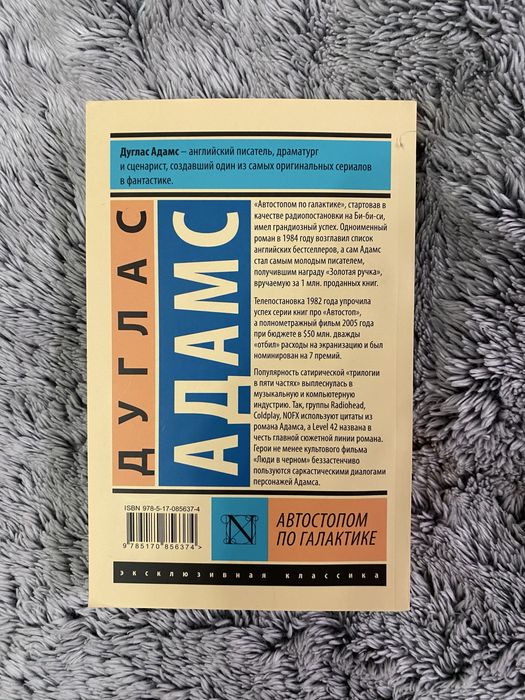 Дуглас Адамс – английский писатель, драматург
и сценарист, создавший один из самых оригинальных сериалов
в фантастике.
ДУГЛАС
АДАМС
«Автостопом по галактике», стартовав в
качестве радиопостановки на Би-би-си,
имел грандиозный успех. Одноименный
роман в 1984 году возглавил список
английских бестселлеров, а сам Адамс
стал самым молодым писателем,
получившим награду «Золотая ручка»,
вручаемую за 1 млн. проданных книг.
Телепостановка 1982 года упрочила
успех серии книг про «Автостоп»,
а полнометражный фильм 2005 года
при бюджете в $50 млн. дважды
«отбил» расходы на экранизацию и был
номинирован на 7 премий.
Популярность сатирической «трилогии
в пяти частях» выплеснулась в
музыкальную и компьютерную
индустрию. Так, группы Radiohead,
Coldplay, NOFX используют цитаты из
романа Адамса, а Level 42 названа в
честь главной сюжетной линии романа.
Герои не менее культового фильма
«Люди в черном» беззастенчиво
пользуются саркастическими диалогами
персонажей Адамса.
ISBN 978-5-17-085637-4
9 785170 856374 >
N
АВТОСТОПОМ
ПО ГАЛАКТИКЕ
эксклюзивная классика